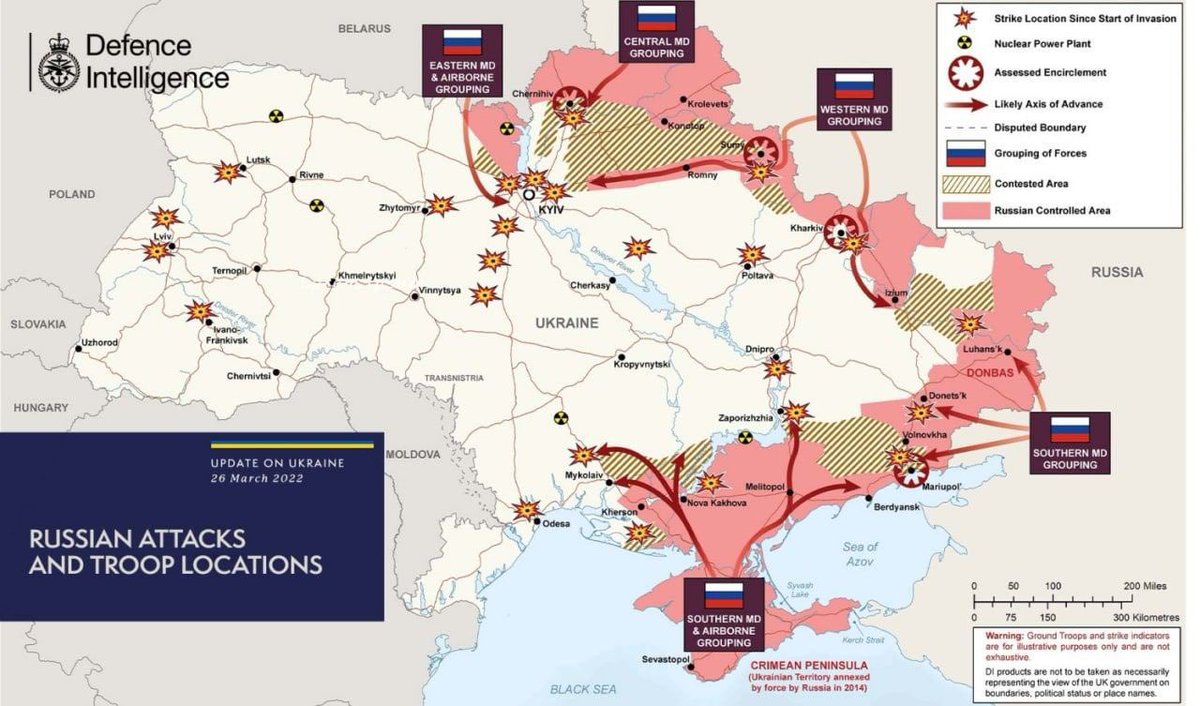 Defence
Intelligence
BELARUS
EASTERN MD
& AIRBORNE
GROUPING
CENTRAL MD
GROUPING
WESTERN MD
GROUPING
Strike Location Since Start of Invasion
Nuclear Power Plant
Assessed Encirclement
Likely Axis of Advance
Disputed Boundary
Grouping of Forces
Contested Area
Russian Controlled Area
Chernihiv
Krolevets
Konotop
Sumy
Romny
Lutsk
Rivne
POLAND
Zhytomyr
KYIV
Kharkiv
Lviv
Ternopil
Khmelrytskyi
Vinnytsya
Dnieper River
Cherkasy
Poltava
RUSSIA
Izium
SLOVAKIA
Uzhorod
Ivano-
Frankivsk
Dneister River
Chernivtsi
UKRAINE
Kropyvnytski
Dnipro
Luhans'k
DONBAS
TRANSNISTRIA
HUNGARY
Donets'k
Zaporizhzhia
Volnovkha
SOUTHERN MD
GROUPING
MOLDOVA
Mykolaiv
Nova Kakhova
Melitopol
Mariupol'
Berdyansk
Kherson
Odesa
UPDATE ON UKRAINE
26 March 2022
RUSSIAN ATTACKS
AND TROOP LOCATIONS
Sea of
Azov
Syvash
Lake
Kerch Strait
SOUTHERN MD
& AIRBORNE
GROUPING
Sevastopol
CRIMEAN PENINSULA
(Ukrainian Territory annexed
by force by Russia in 2014)
BLACK SEA
0 50 100 200 Miles
0 75 150 300 Kilometres
Warning: Ground Troops and strike indicators
are for illustrative purposes only and are not
exhaustive.
DI products are not to be taken as necessarily
representing the view of the UK government on
boundaries, political status or place names.